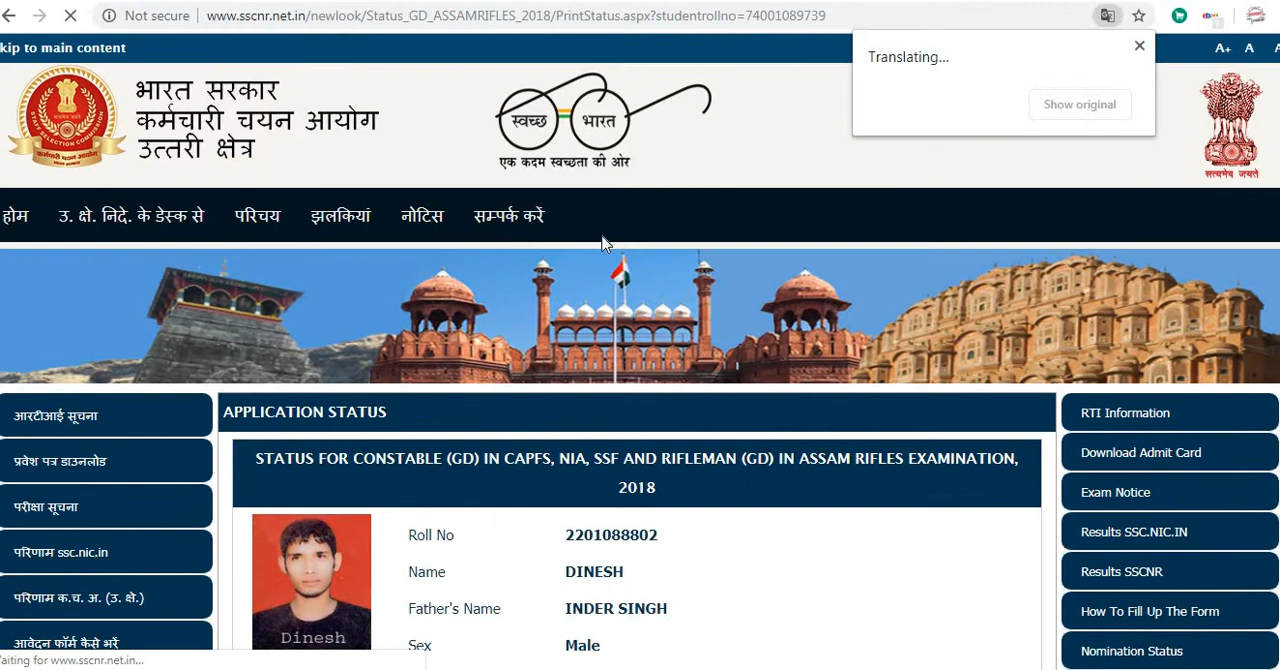 Not secure
www.sscnr.net.in/newlook/Status_GD_ASSAMRIFLES_2018/PrintStatus.aspx?studentrollno=74001089739
kip to main content
A+ A A
Translating...
Show original
भारत सरकार
कर्मचारी चयन आयोग
उत्तरी क्षेत्र
STAFF SELECTION COMMISSION
स्वच्छ भारत
एक कदम स्वच्छता की ओर
सत्यमेव जयते
होम
उ. क्षे. निदे. के डेस्क से
परिचय
झलकियां
नोटिस
सम्पर्क करें
आरटीआई सूचना
प्रवेश पत्र डाउनलोड
परीक्षा सूचना
परिणाम ssc.nic.in
परिणाम क.च. अ. (उ. क्षे.)
आवेदन फॉर्म कैसे भरें
APPLICATION STATUS
STATUS FOR CONSTABLE (GD) IN CAPFS, NIA, SSF AND RIFLEMAN (GD) IN ASSAM RIFLES EXAMINATION,
2018
Dinesh
Roll No 2201088802
Name DINESH
Father's Name INDER SINGH
Sex Male
RTI Information
Download Admit Card
Exam Notice
Results SSC.NIC.IN
Results SSCNR
How To Fill Up The Form
Nomination Status
aiting for www.sscnr.net.in...